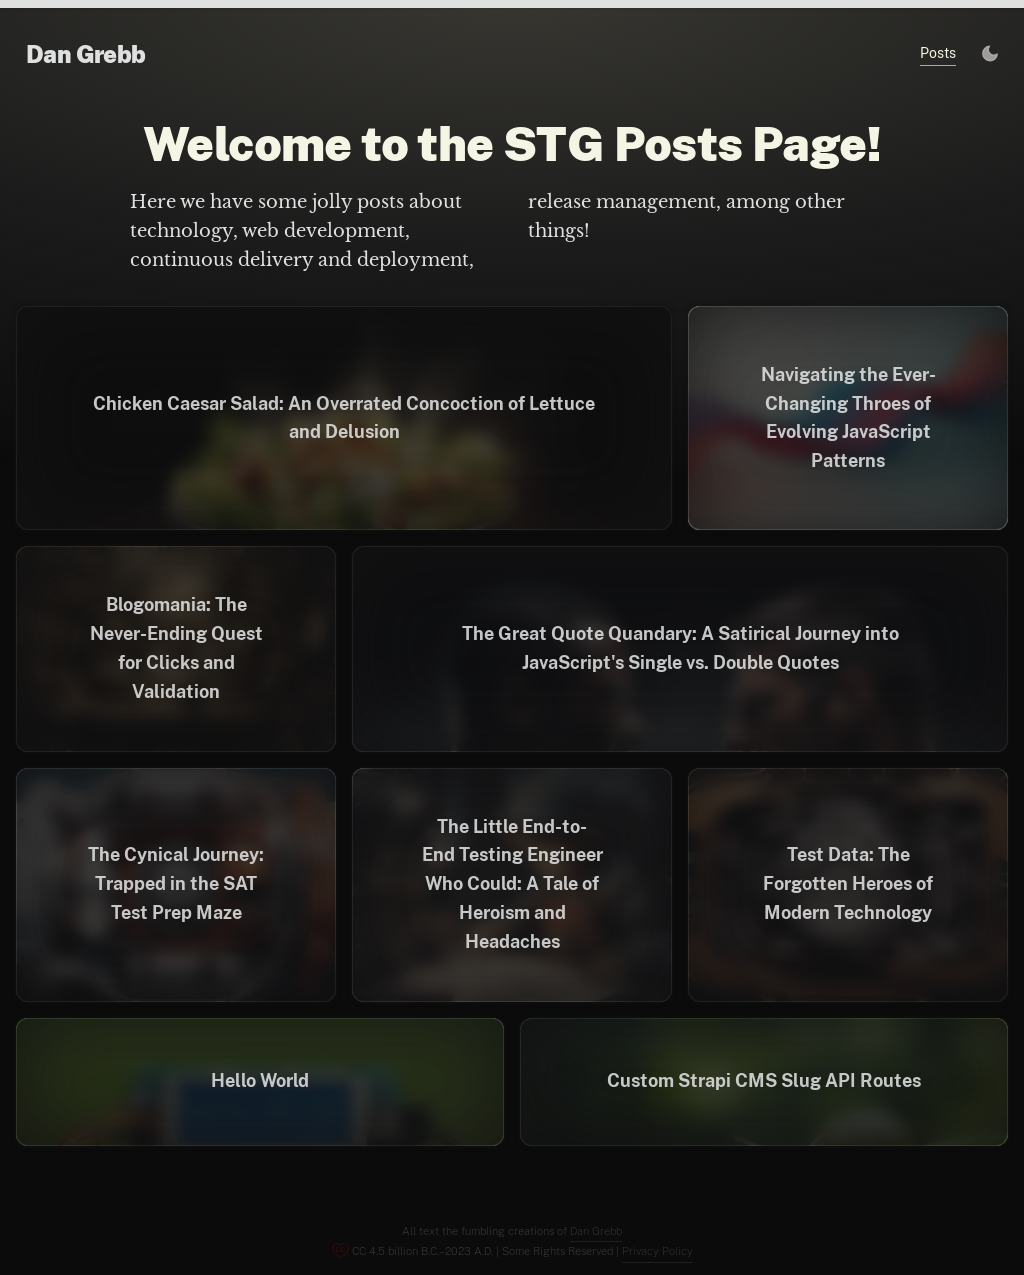 Dan Grebb
Posts
Welcome to the STG Posts Page!
Here we have some jolly posts about
technology, web development,
continuous delivery and deployment,
release management, among other
things!
Chicken Caesar Salad: An Overrated Concoction of Lettuce
and Delusion
Navigating the Ever-
Changing Throes of
Evolving JavaScript
Patterns
Blogomania: The
Never-Ending Quest
for Clicks and
Validation
The Great Quote Quandary: A Satirical Journey into
JavaScript's Single vs. Double Quotes
The Cynical Journey:
Trapped in the SAT
Test Prep Maze
The Little End-to-
End Testing Engineer
Who Could: A Tale of
Heroism and
Headaches
Test Data: The
Forgotten Heroes of
Modern Technology
Hello World
Custom Strapi CMS Slug API Routes
All text the fumbling creations of Dan Grebb
CC 4.5 billion B.C.–2023 A.D. | Some Rights Reserved | Privacy Policy